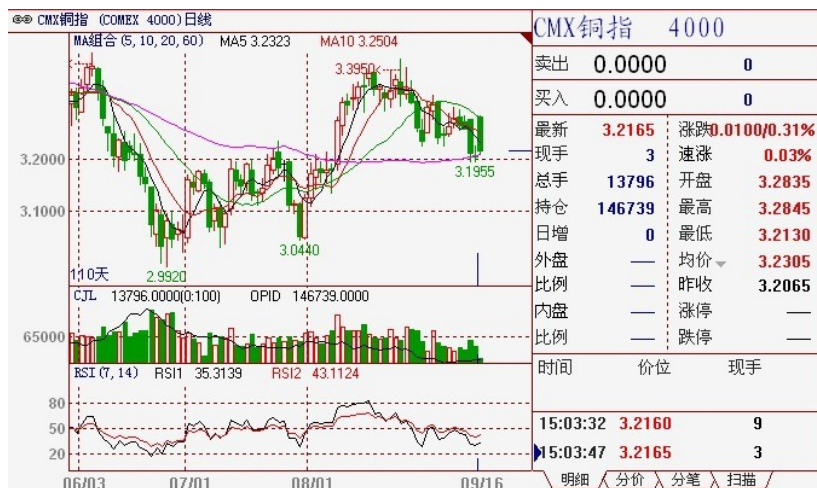 CMX铜指 (COMEX 4000)日线
MA组合(5,10,20,60) MA5 3.2323 MA10 3.2504
3.3950
3.2000
3.1955
3.1000
3.0440
110天
2.9920
CJL 13796.0000(0:100) OPID 146739.0000
65000
RSI(7,14) RSI1 35.3139 RSI2 43.1124
80
50
20
06/03 07/01 08/01 09/16
CMX铜指 4000
卖出 0.0000 0
买入 0.0000 0
最新 3.2165 涨跌0.0100/0.31%
现手 3 速涨 0.03%
总手 13796 开盘 3.2835
持仓 146739 最高 3.2845
日增 0 最低 3.2130
外盘 — 均价 3.2305
比例 — 昨收 3.2065
内盘 — 涨停 —
比例 — 跌停 —
时间 价位 现手
15:03:32 3.2160 9
15:03:47 3.2165 3
明细 分价 分笔 扫描